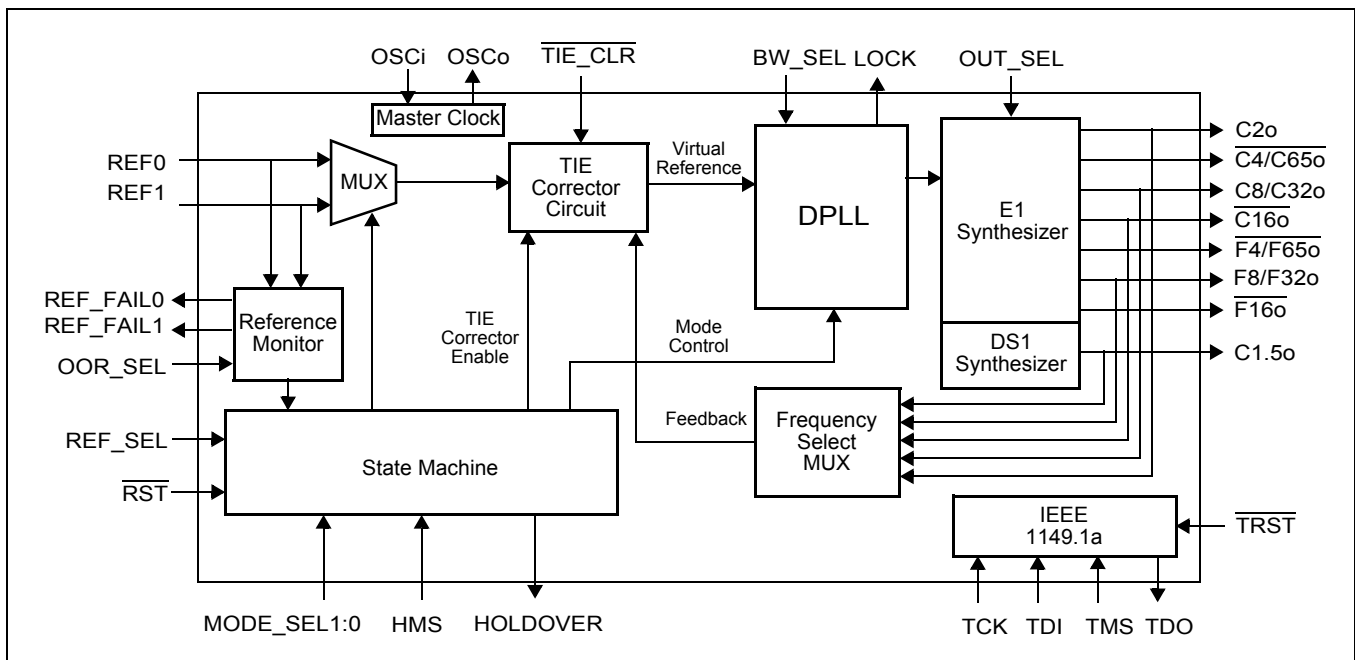 OSCi
OSCo
TIE_CLR
BW_SEL
LOCK
OUT_SEL
Master Clock
REF0
REF1
MUX
TIE
Corrector
Circuit
Virtual
Reference
DPLL
E1
Synthesizer
DS1
Synthesizer
C2o
C4/C65o
C8/C32o
C16o
F4/F65o
F8/F32o
F16o
C1.5o
REF_FAIL0
REF_FAIL1
OOR_SEL
Reference
Monitor
TIE
Corrector
Enable
Mode
Control
REF_SEL
RST
State Machine
Feedback
Frequency
Select
MUX
IEEE
1149.1a
TRST
MODE_SEL1:0
HMS
HOLDOVER
TCK
TDI
TMS
TDO